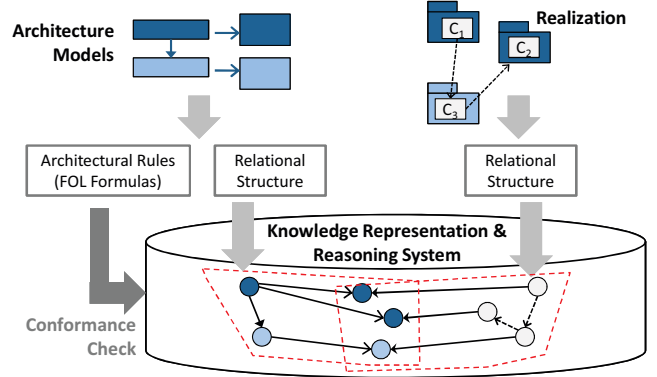 Architecture
Models
Realization
C1
C2
C3
Architectural Rules
(FOL Formulas)
Relational
Structure
Relational
Structure
Knowledge Representation &
Reasoning System
Conformance
Check